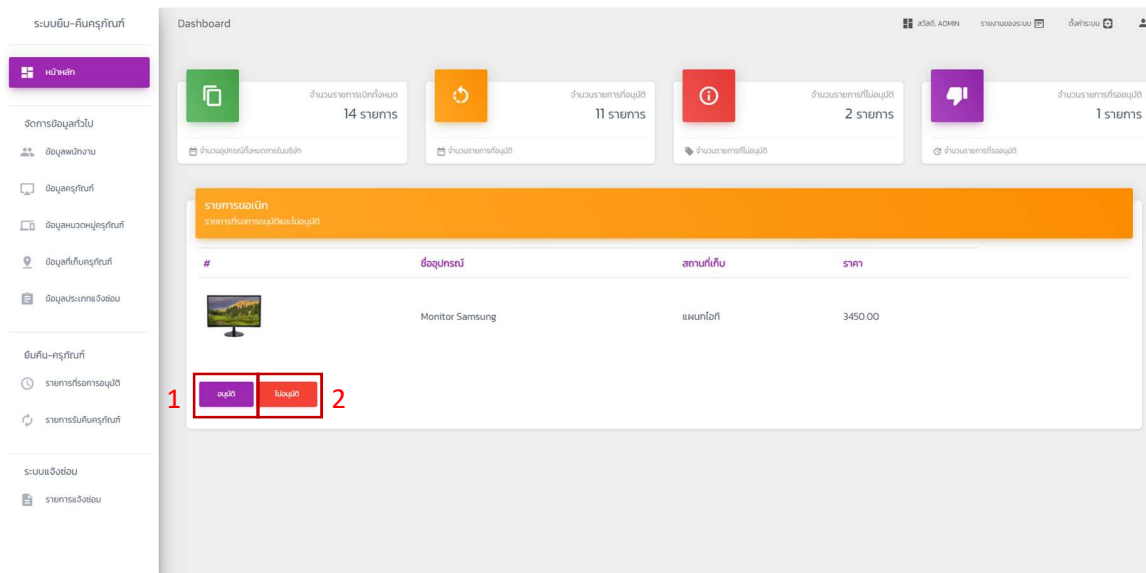 ระบบยืม-คืนครุภัณฑ์
หน้าหลัก
จัดการข้อมูลทั่วไป
ข้อมูลพนักงาน
ข้อมูลครุภัณฑ์
ข้อมูลหมวดหมู่ครุภัณฑ์
ข้อมูลที่เก็บครุภัณฑ์
ข้อมูลประเภทแจ้งซ่อม
ยืมคืน-ครุภัณฑ์
รายการที่รอการอนุมัติ
รายการรับคืนครุภัณฑ์
ระบบแจ้งซ่อม
รายการแจ้งซ่อม
Dashboard
สวัสดี, ADMIN รายงานของระบบ ตั้งค่าระบบ
จำนวนรายการเบิกทั้งหมด
14 รายการ
จำนวนอุปกรณ์ทั้งหมดภายในบริษัท
จำนวนรายการที่อนุมัติ
11 รายการ
จำนวนรายการที่อนุมัติ
จำนวนรายการที่ไม่อนุมัติ
2 รายการ
จำนวนรายการที่ไม่อนุมัติ
จำนวนรายการที่รออนุมัติ
1 รายการ
จำนวนรายการที่รออนุมัติ
รายการขอเบิก
รายการที่รอการอนุมัติและไม่อนุมัติ
# ชื่ออุปกรณ์ สถานที่เก็บ ราคา
Monitor Samsung แผนกไอที 3450.00
1 อนุมัติ ไม่อนุมัติ 2